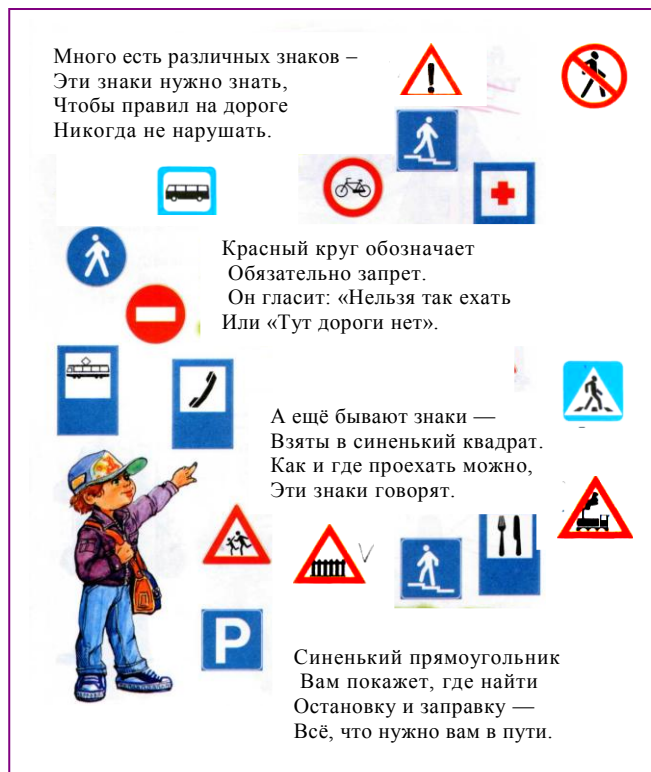 Много есть различных знаков –
Эти знаки нужно знать,
Чтобы правил на дороге
Никогда не нарушать.
Красный круг обозначает
Обязательно запрет.
Он гласит: «Нельзя так ехать
Или «Тут дороги нет».
А ещё бывают знаки —
Взяты в синенький квадрат.
Как и где проехать можно,
Эти знаки говорят.
P
Синенький прямоугольник
Вам покажет, где найти
Остановку и заправку —
Всё, что нужно вам в пути.